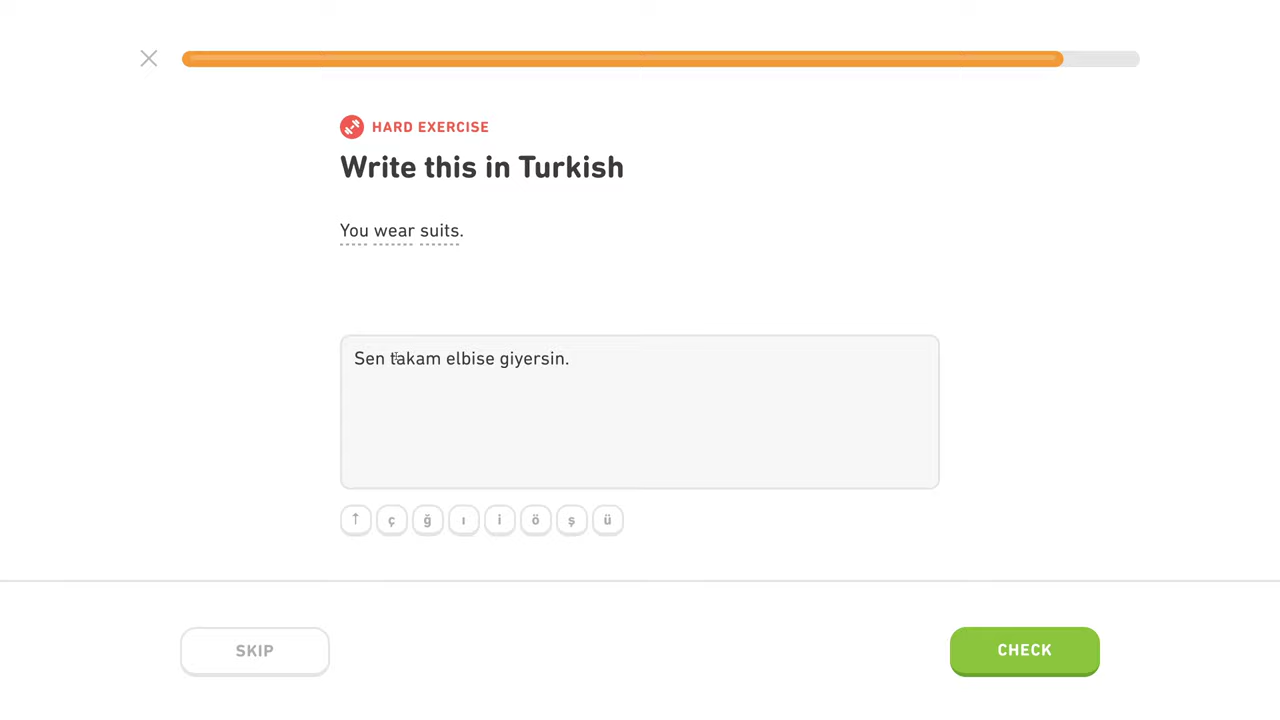 HARD EXERCISE
Write this in Turkish
You wear suits.
Sen takam elbise giyersin.
↑ ç ğ ı i ö ş ü
SKIP
CHECK